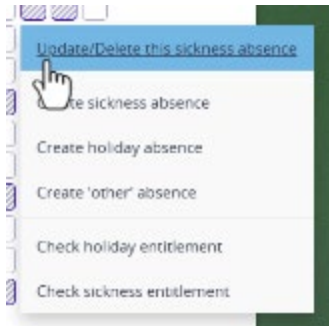 Update/Delete this sickness absence
te sickness absence
Create holiday absence
Create 'other' absence
Check holiday entitlement
Check sickness entitlement